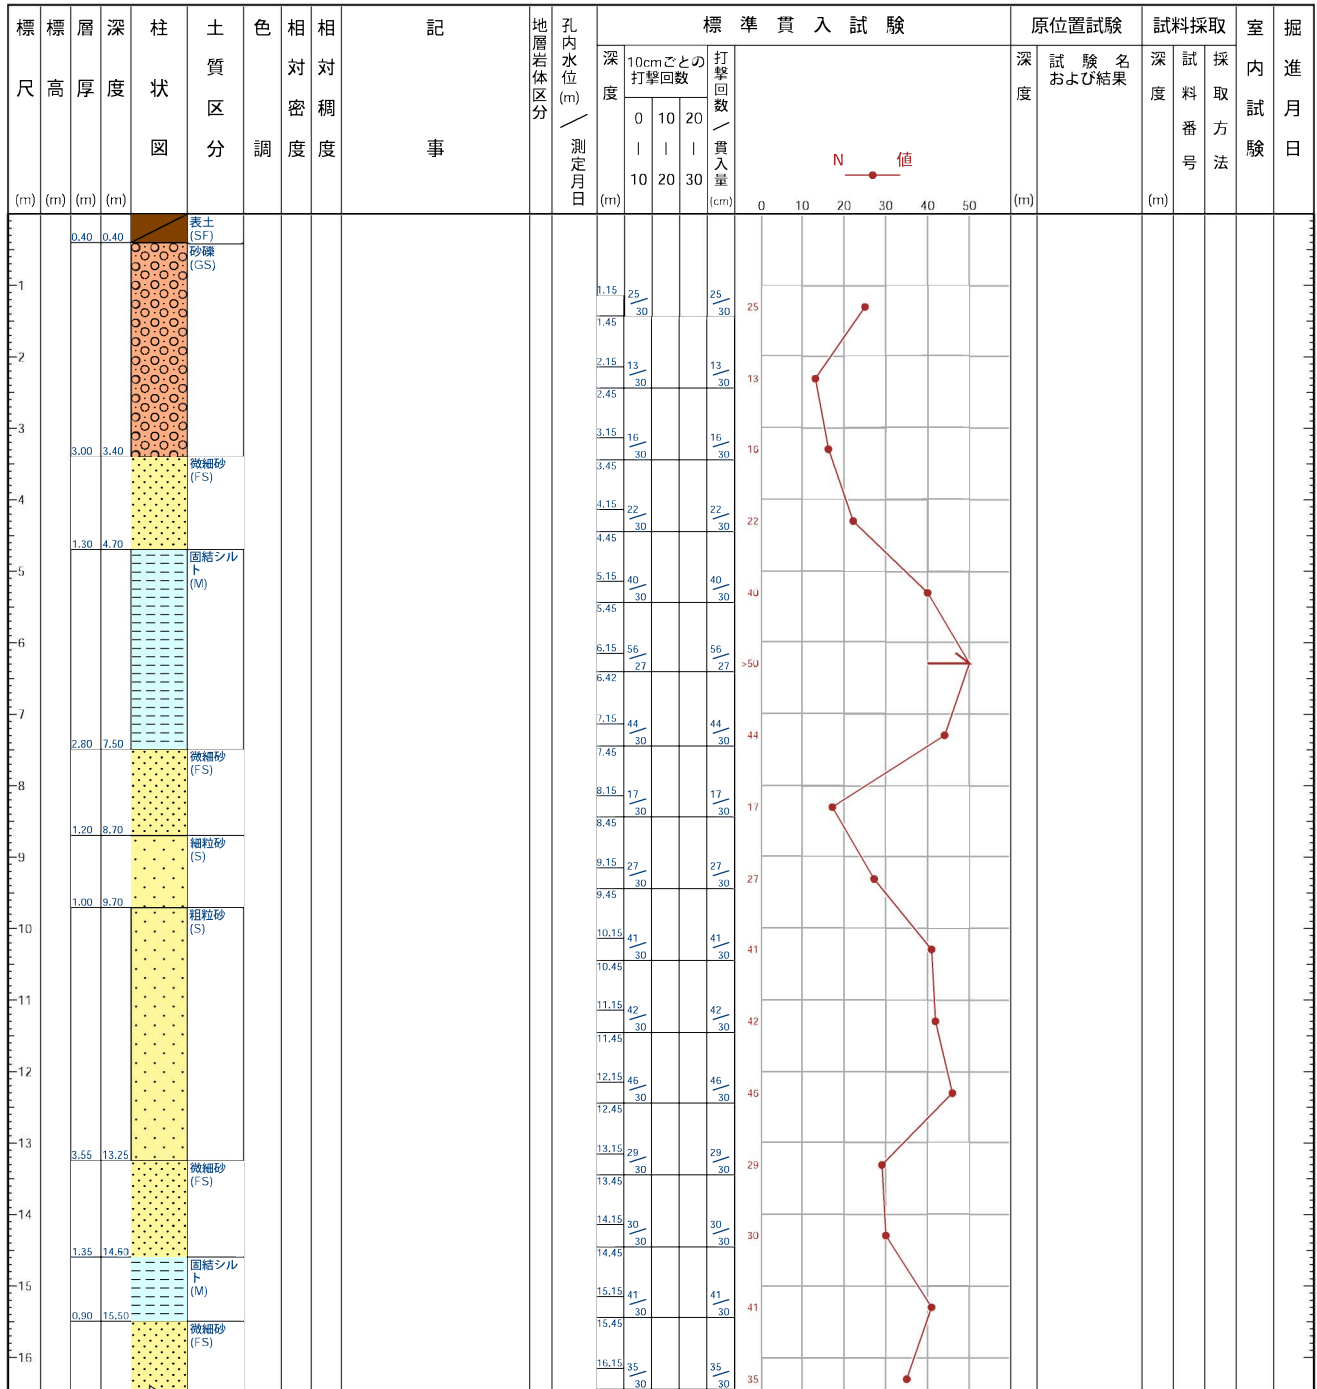 標尺(m)
標高(m)
層厚(m)
深度(m)
柱状図
土質区分
色調
相対密度
相対稠度
記事
地層岩体区分
孔内水位(m)／測定月日
標準貫入試験
深度(m)
10cmごとの
打撃回数
0 10 20
| | |
10 20 30
打撃回数／貫入量(cm)
N 値
0 10 20 30 40 50
原位置試験
深度(m)
試験名
および結果
試料採取
深度(m)
試料番号
採取方法
室内試験
掘進月日
表土
(SF)
0.40 0.40
砂礫
(GS)
1
1.15 25/30 25/30 25
1.45
2
2.15 13/30 13/30 13
2.45
3
3.15 16/30 16/30 16
3.00 3.40
3.45
微細砂
(FS)
4
4.15 22/30 22/30 22
4.45
1.30 4.70
固結シル
ト
(M)
5
5.15 40/30 40/30 40
5.45
6
6.15 56/27 56/27 >50
6.42
7
7.15 44/30 44/30 44
2.80 7.50
7.45
微細砂
(FS)
8
8.15 17/30 17/30 17
8.45
1.20 8.70
細粒砂
(S)
9
9.15 27/30 27/30 27
9.45
1.00 9.70
粗粒砂
(S)
10
10.15 41/30 41/30 41
10.45
11
11.15 42/30 42/30 42
11.45
12
12.15 46/30 46/30 46
12.45
13
13.15 29/30 29/30 29
3.55 13.25
微細砂
(FS)
13.45
14
14.15 30/30 30/30 30
14.45
1.35 14.60
固結シル
ト
(M)
15
15.15 41/30 41/30 41
0.90 15.50
15.45
微細砂
(FS)
16
16.15 35/30 35/30 35